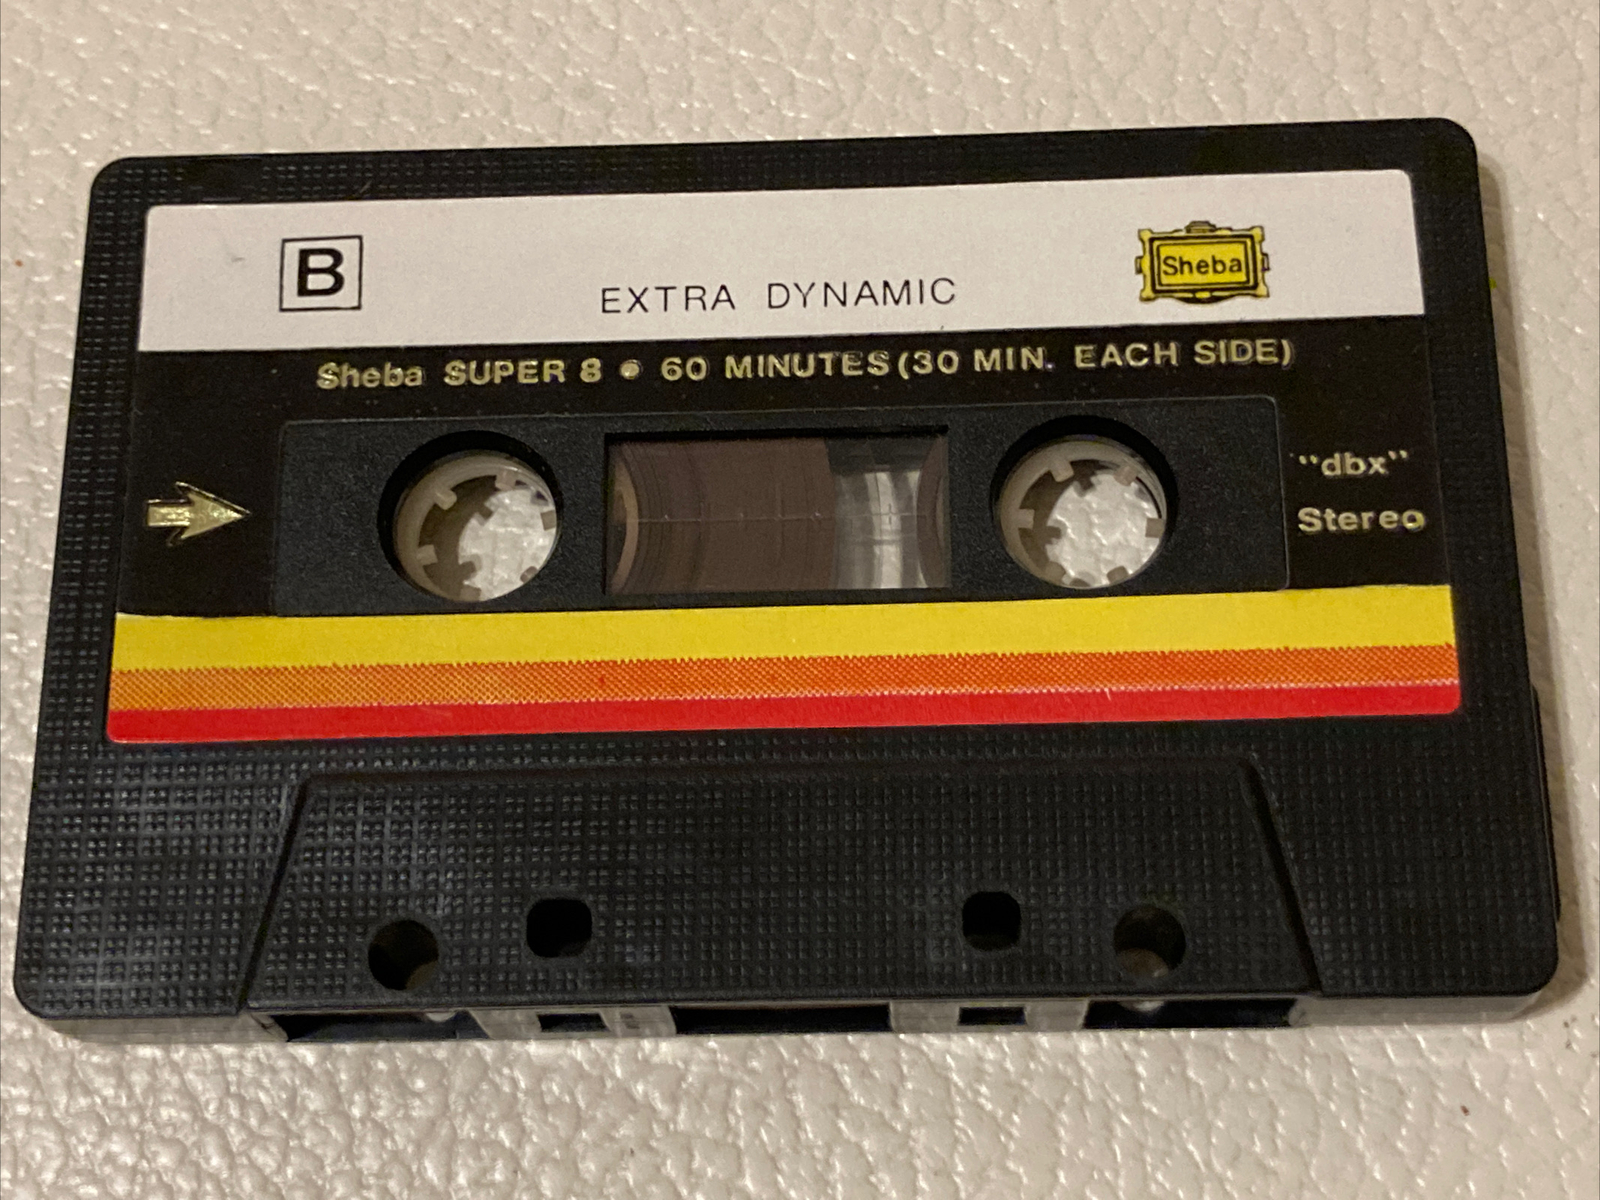 B
EXTRA DYNAMIC
Sheba
Sheba SUPER 8 • 60 MINUTES (30 MIN. EACH SIDE)
"dbx"
Stereo